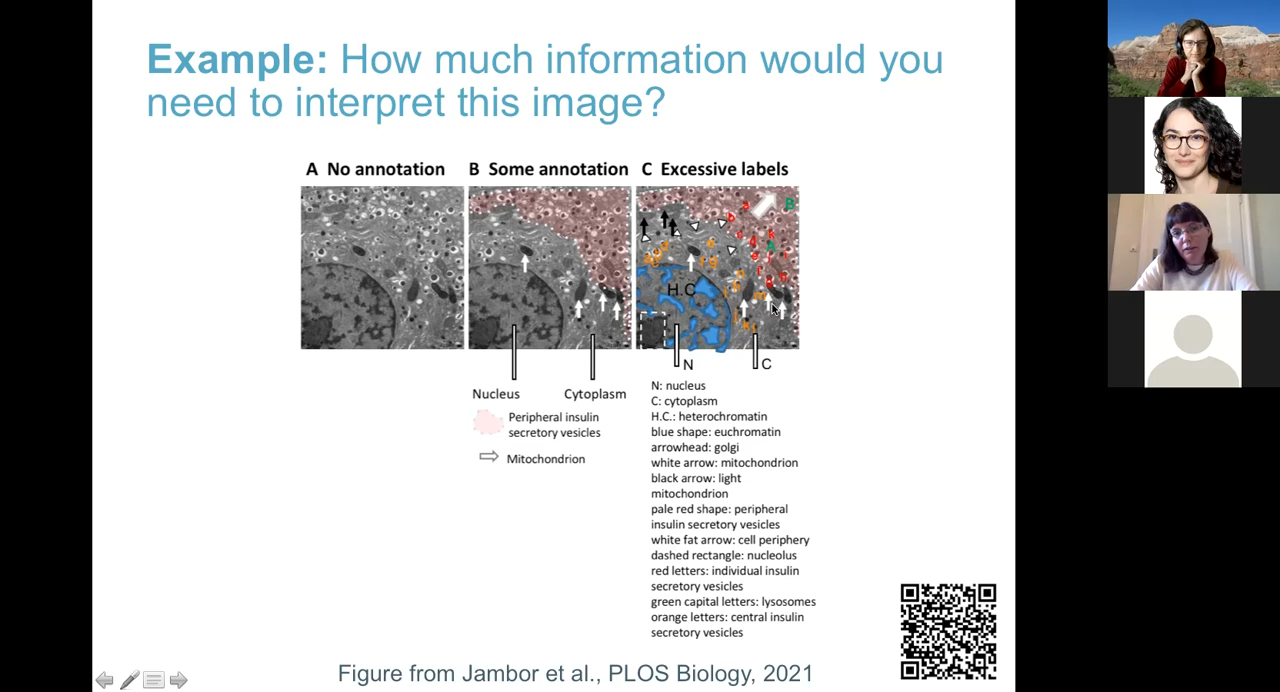 Example: How much information would you
need to interpret this image?
A No annotation
B Some annotation
C Excessive labels
H.C
N
C
Nucleus
Cytoplasm
Peripheral insulin
secretory vesicles
Mitochondrion
N: nucleus
C: cytoplasm
H.C.: heterochromatin
blue shape: euchromatin
arrowhead: golgi
white arrow: mitochondrion
black arrow: light
mitochondrion
pale red shape: peripheral
insulin secretory vesicles
white fat arrow: cell periphery
dashed rectangle: nucleolus
red letters: individual insulin
secretory vesicles
green capital letters: lysosomes
orange letters: central insulin
secretory vesicles
Figure from Jambor et al., PLOS Biology, 2021